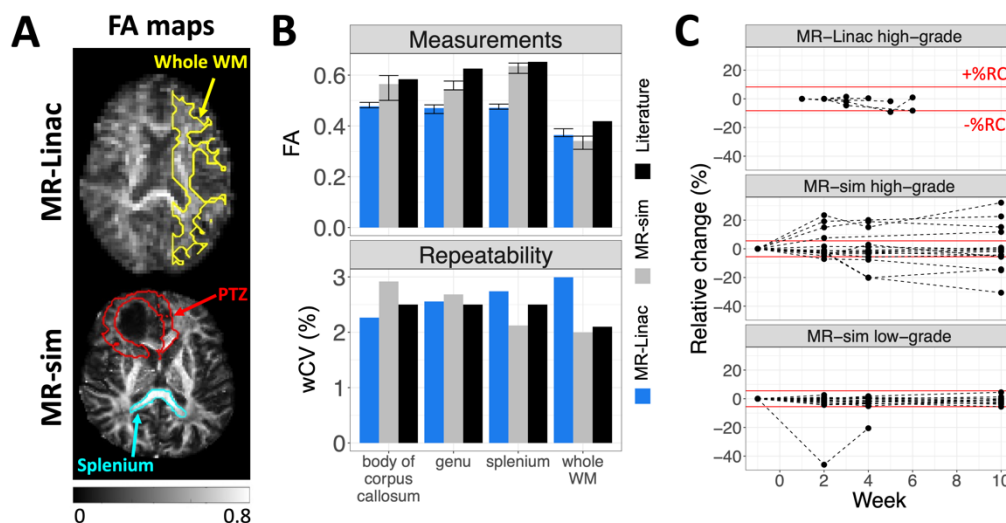 A
FA maps
MR-Linac
Whole WM
MR-sim
PTZ
Splenium
0
0.8
B
Measurements
FA
0.6
0.4
0.2
0.0
Repeatability
wCV (%)
3
2
1
0
body of
corpus
callosum
genu
splenium
whole
WM
Literature
MR-sim
MR-Linac
C
MR-Linac high-grade
+%RC
-%RC
20
0
-20
-40
MR-sim high-grade
20
0
-20
-40
MR-sim low-grade
20
0
-20
-40
Relative change (%)
0
2
4
6
8
10
Week